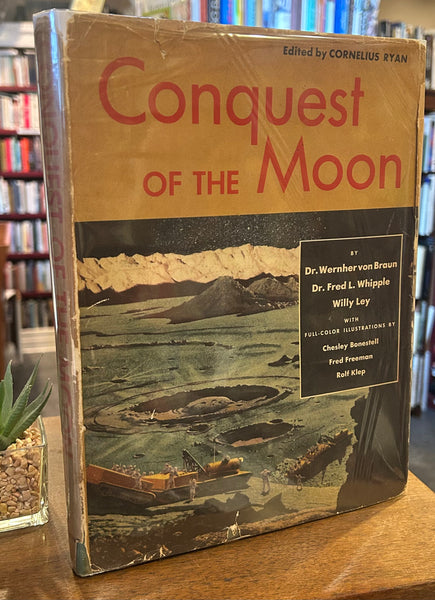 Edited by CORNELIUS RYAN
Conquest
OF THE Moon
BY
Dr. Wernher von Braun
Dr. Fred L. Whipple
Willy Ley
WITH
FULL-COLOR ILLUSTRATIONS BY
Chesley Bonestell
Fred Freeman
Rolf Klep